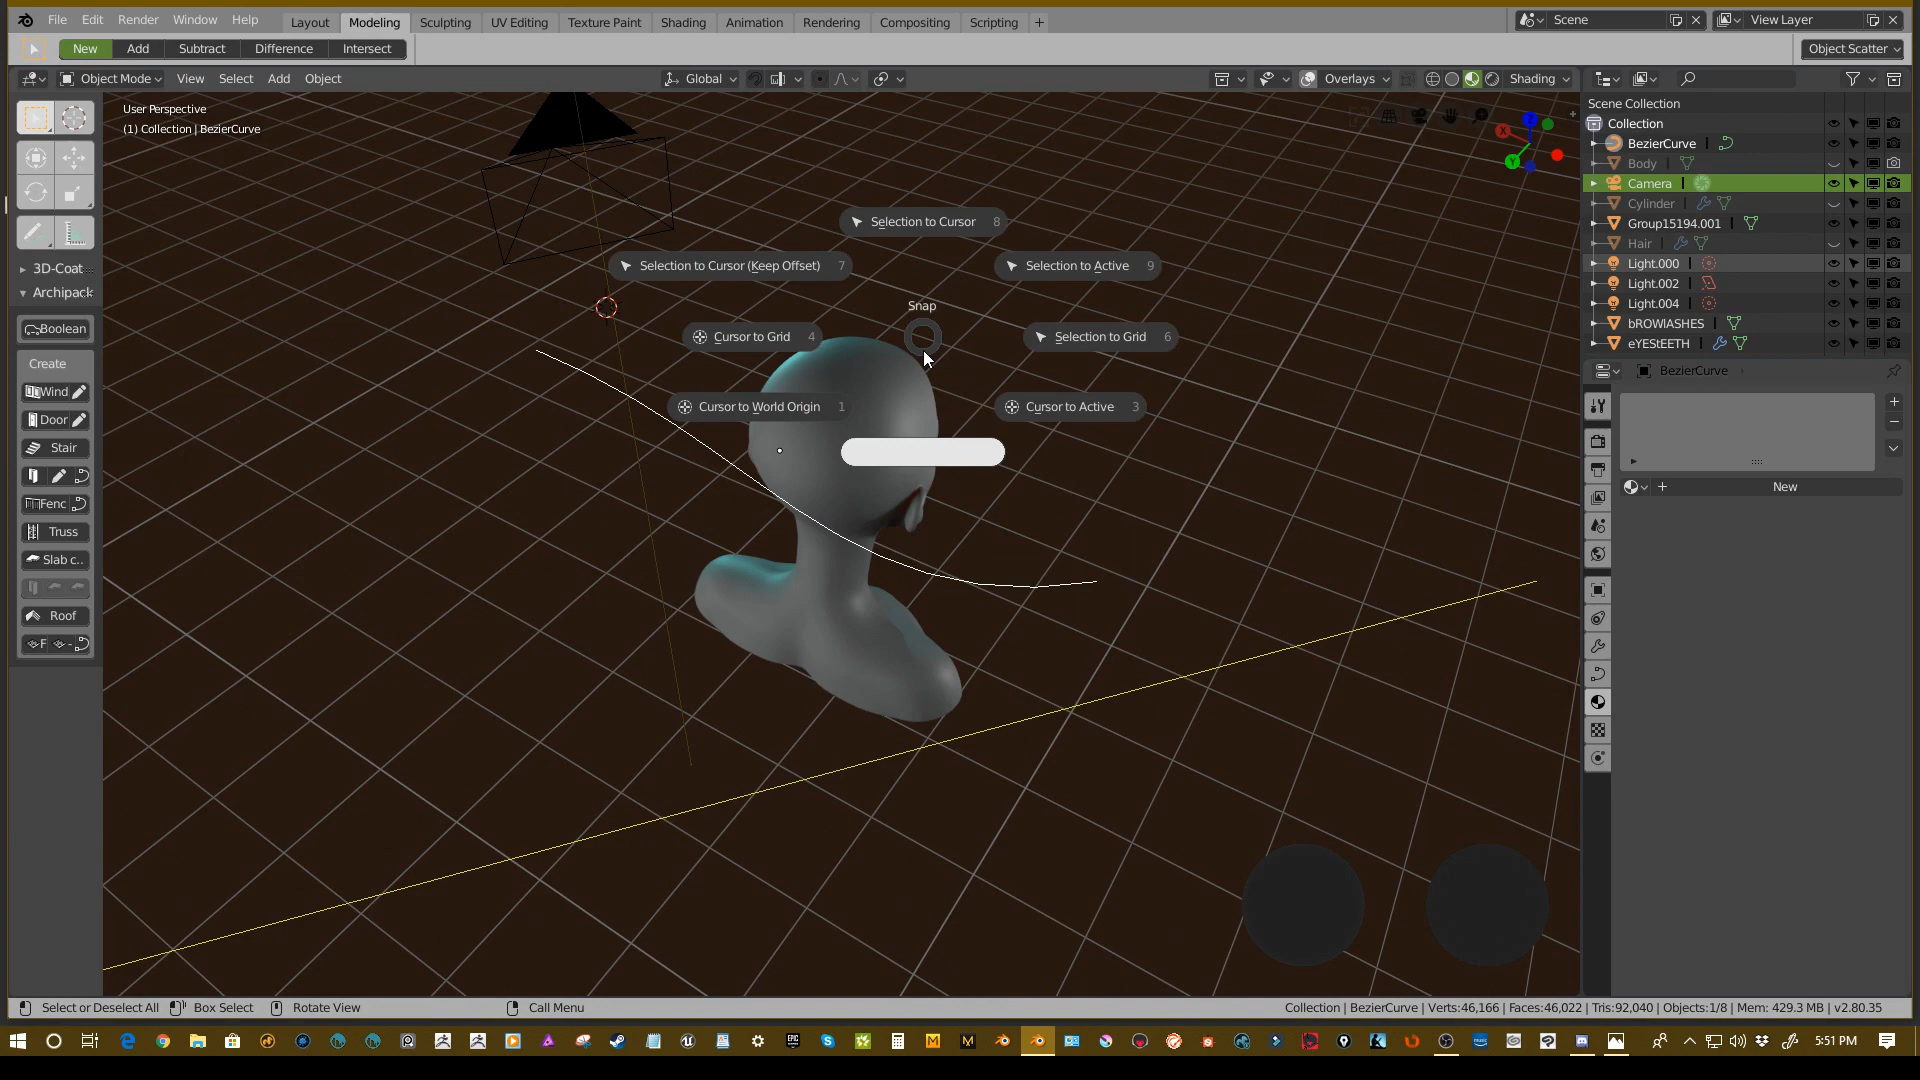 File Edit Render Window Help Layout Modeling Sculpting UV Editing Texture Paint Shading Animation Rendering Compositing Scripting + Scene View Layer
New Add Subtract Difference Intersect Object Scatter
Object Mode View Select Add Object Global Overlays Shading
User Perspective
(1) Collection | BezierCurve
3D-Coat
Archipack
Boolean
Create
Wind
Door
Stair
Fenc
Truss
Slab c..
Roof
F
Selection to Cursor 8
Selection to Cursor (Keep Offset) 7
Selection to Active 9
Snap
Cursor to Grid 4
Selection to Grid 6
Cursor to World Origin 1
Cursor to Active 3
X
Y
Z
Scene Collection
Collection
BezierCurve
Body
Camera
Cylinder
Group15194.001
Hair
Light.000
Light.002
Light.004
bROWlASHES
eYEStEETH
BezierCurve
New
Select or Deselect All Box Select Rotate View Call Menu Collection | BezierCurve | Verts:46,166 | Faces:46,022 | Tris:92,040 | Objects:1/8 | Mem: 429.3 MB | v2.80.35
5:51 PM